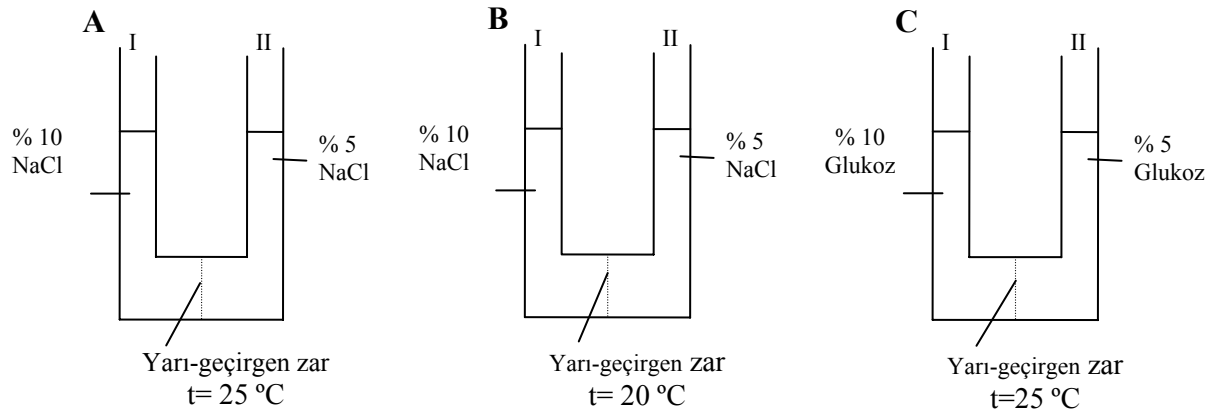 A
I
II
% 10
NaCl
% 5
NaCl
Yarı-geçirgen zar
t= 25 ºC
B
I
II
% 10
NaCl
% 5
NaCl
Yarı-geçirgen zar
t= 20 ºC
C
I
II
% 10
Glukoz
% 5
Glukoz
Yarı-geçirgen zar
t=25 ºC